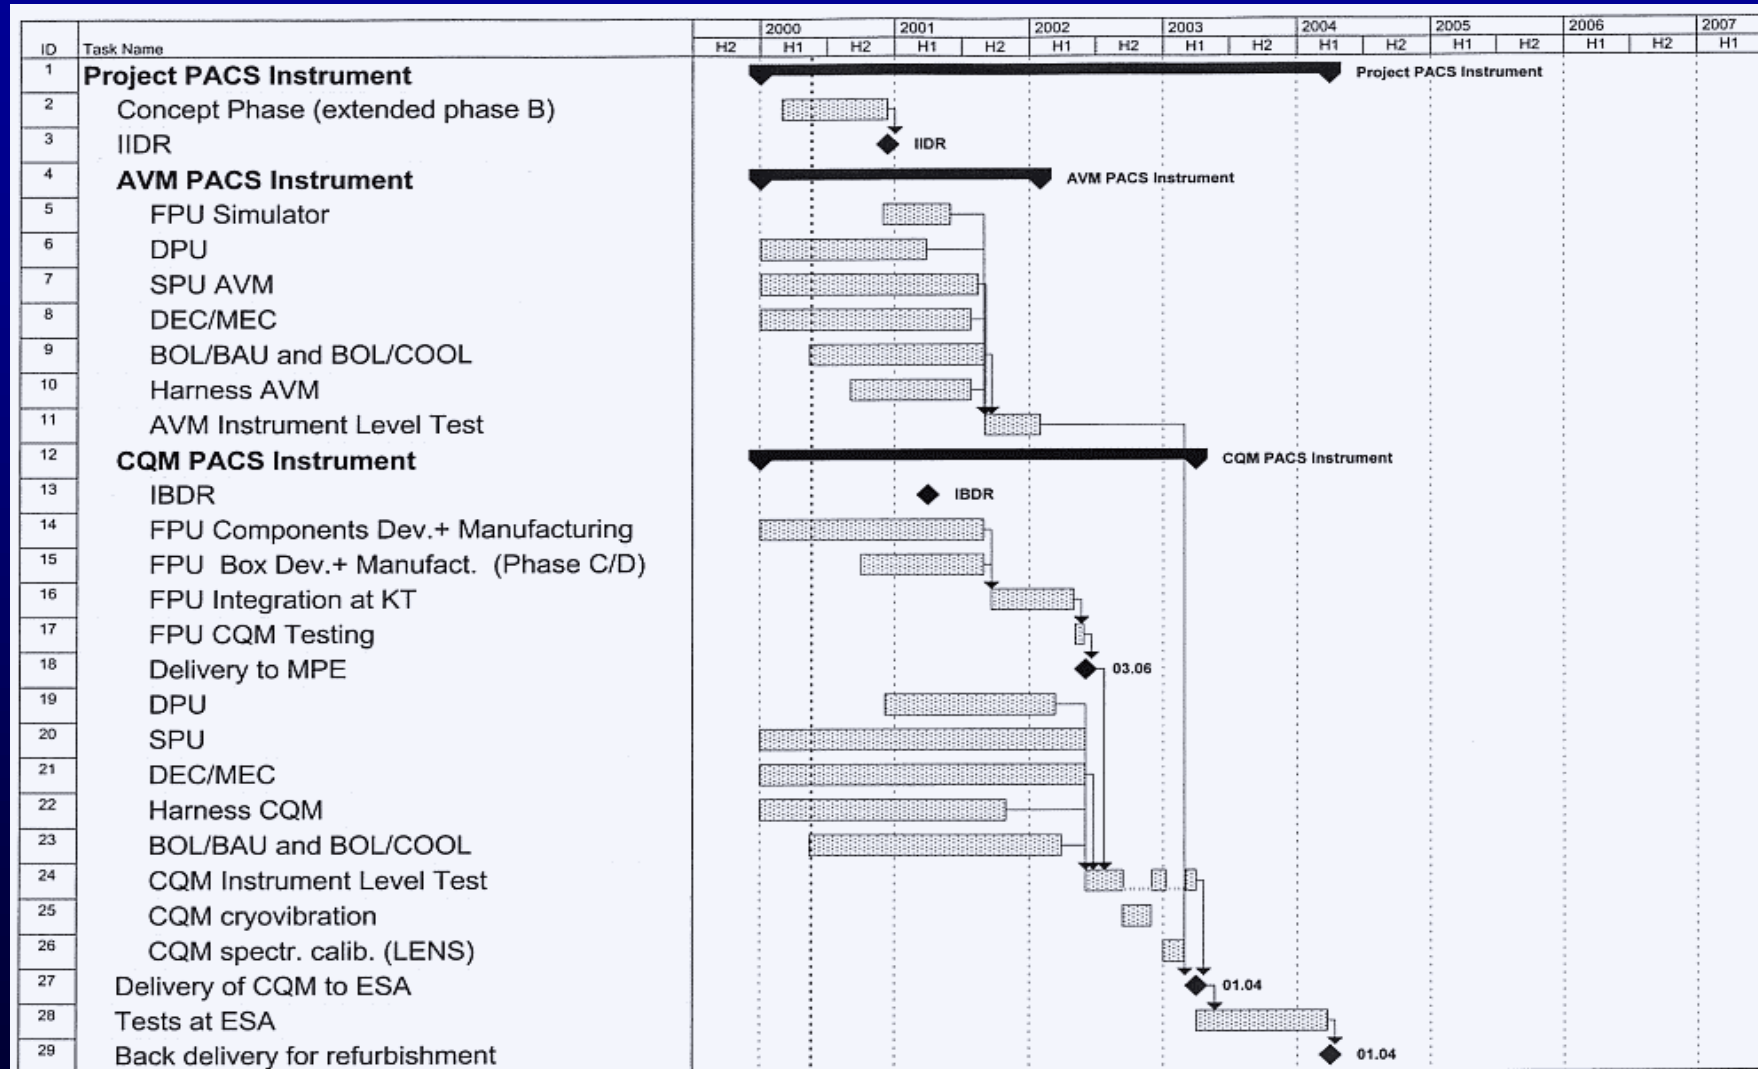 2000 2001 2002 2003 2004 2005 2006 2007
ID Task Name H2 H1 H2 H1 H2 H1 H2 H1 H2 H1 H2 H1 H2 H1 H2 H1
1 Project PACS Instrument Project PACS Instrument
2 Concept Phase (extended phase B)
3 IIDR IIDR
4 AVM PACS Instrument AVM PACS Instrument
5 FPU Simulator
6 DPU
7 SPU AVM
8 DEC/MEC
9 BOL/BAU and BOL/COOL
10 Harness AVM
11 AVM Instrument Level Test
12 CQM PACS Instrument CQM PACS Instrument
13 IBDR IBDR
14 FPU Components Dev.+ Manufacturing
15 FPU Box Dev.+ Manufact. (Phase C/D)
16 FPU Integration at KT
17 FPU CQM Testing
18 Delivery to MPE 03.06
19 DPU
20 SPU
21 DEC/MEC
22 Harness CQM
23 BOL/BAU and BOL/COOL
24 CQM Instrument Level Test
25 CQM cryovibration
26 CQM spectr. calib. (LENS)
27 Delivery of CQM to ESA 01.04
28 Tests at ESA
29 Back delivery for refurbishment 01.04